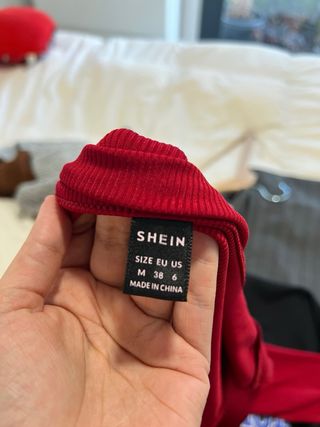 SHEIN
SIZE EU US
M 38 6
MADE IN CHINA